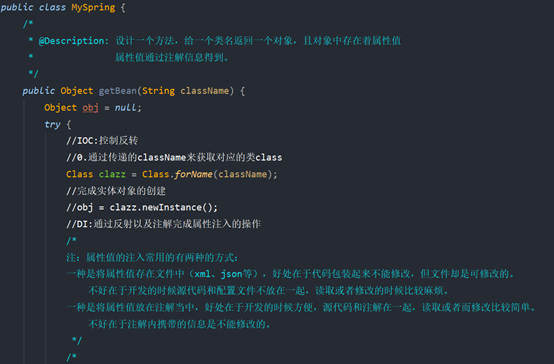 public class MySpring {
/*
* @Description: 设计一个方法，给一个类名返回一个对象，且对象中存在着属性值
* 属性值通过注解信息得到。
*/
public Object getBean(String className) {
Object obj = null;
try {
//IOC:控制反转
//0.通过传递的className来获取对应的类class
Class clazz = Class.forName(className);
//完成实体对象的创建
//obj = clazz.newInstance();
//DI:通过反射以及注解完成属性注入的操作
/*
注：属性值的注入常用的有两种的方式：
一种是将属性值存在文件中（xml、json等），好处在于代码包装起来不能修改，但文件却是可修改的。
不好在于开发的时候源代码和配置文件不放在一起，读取或者修改的时候比较麻烦。
一种是将属性值放在注解当中，好处在于开发的时候方便，源代码和注解在一起，读取或者而修改比较简单。
不好在于注解内携带的信息是不能修改的。
*/
/*